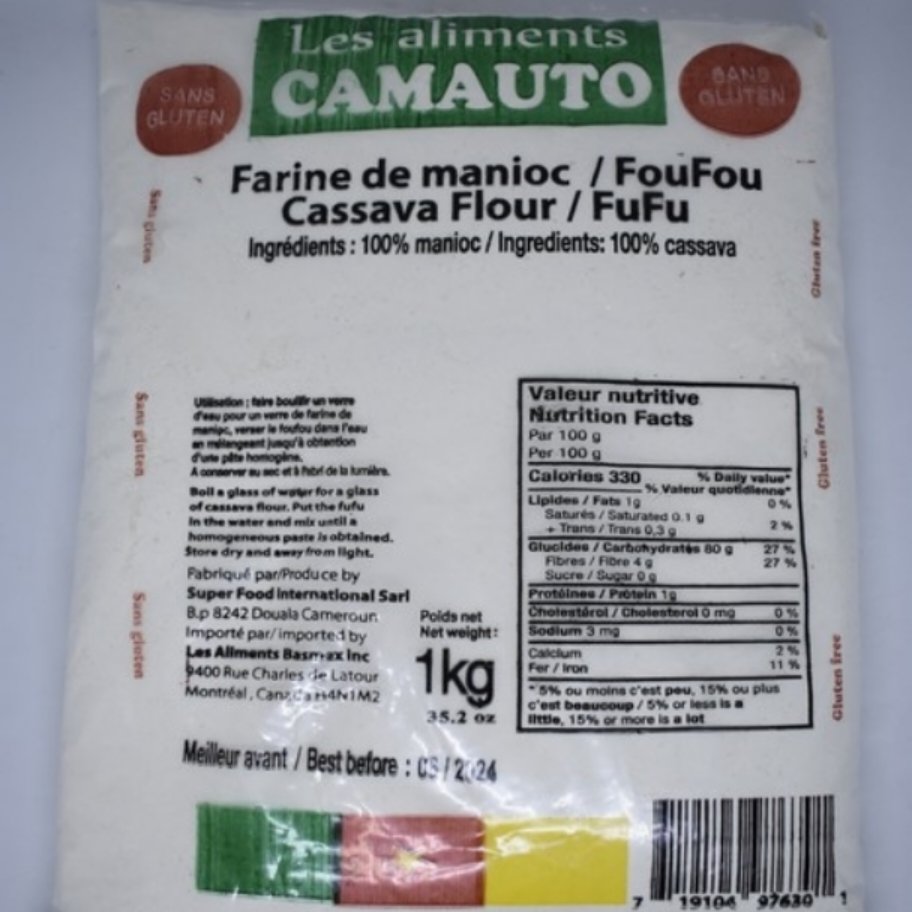 Les aliments
CAMAUTO
SANS
GLUTEN
SANS
GLUTEN
Farine de manioc / FouFou
Cassava Flour / FuFu
Ingrédients : 100% manioc / Ingredients: 100% cassava
Sans gluten
Sans gluten
Sans gluten
Gluten free
Gluten free
Gluten free
Utilisation : faire bouillir un verre
d'eau pour un verre de farine de
manioc, verser le foufou dans l'eau
en mélangeant jusqu'à obtention
d'une pâte homogène.
A conserver au sec et à l'abri de la lumière.
Boil a glass of water for a glass
of cassava flour. Put the fufu
in the water and mix until a
homogeneous paste is obtained.
Store dry and away from light.
Fabriqué par/Produce by
Super Food International Sarl
B.p 8242 Douala Cameroun
Importé par/imported by
Les Aliments Basmax Inc
9400 Rue Charles de Latour
Montréal, Canada H4N1M2
Poids net
Net weight:
1kg
35.2 oz
Valeur nutritive
Nutrition Facts
Par 100 g
Per 100 g
Calories 330 % Daily value*
% Valeur quotidienne*
Lipides / Fats 1g 0 %
Saturés / Saturated 0.1 g
+ Trans / Trans 0,3 g 2 %
Glucides / Carbohydratés 80 g 27 %
Fibres / Fibre 4 g 27 %
Sucre / Sugar 0 g
Protéines / Protein 1g
Cholestérol / Cholesterol 0 mg 0 %
Sodium 3 mg 0 %
Calcium 2 %
Fer / Iron 11 %
*5% ou moins c'est peu, 15% ou plus
c'est beaucoup / 5% or less is a
little, 15% or more is a lot
Meilleur avant / Best before : 2024
7 19104 97630 1